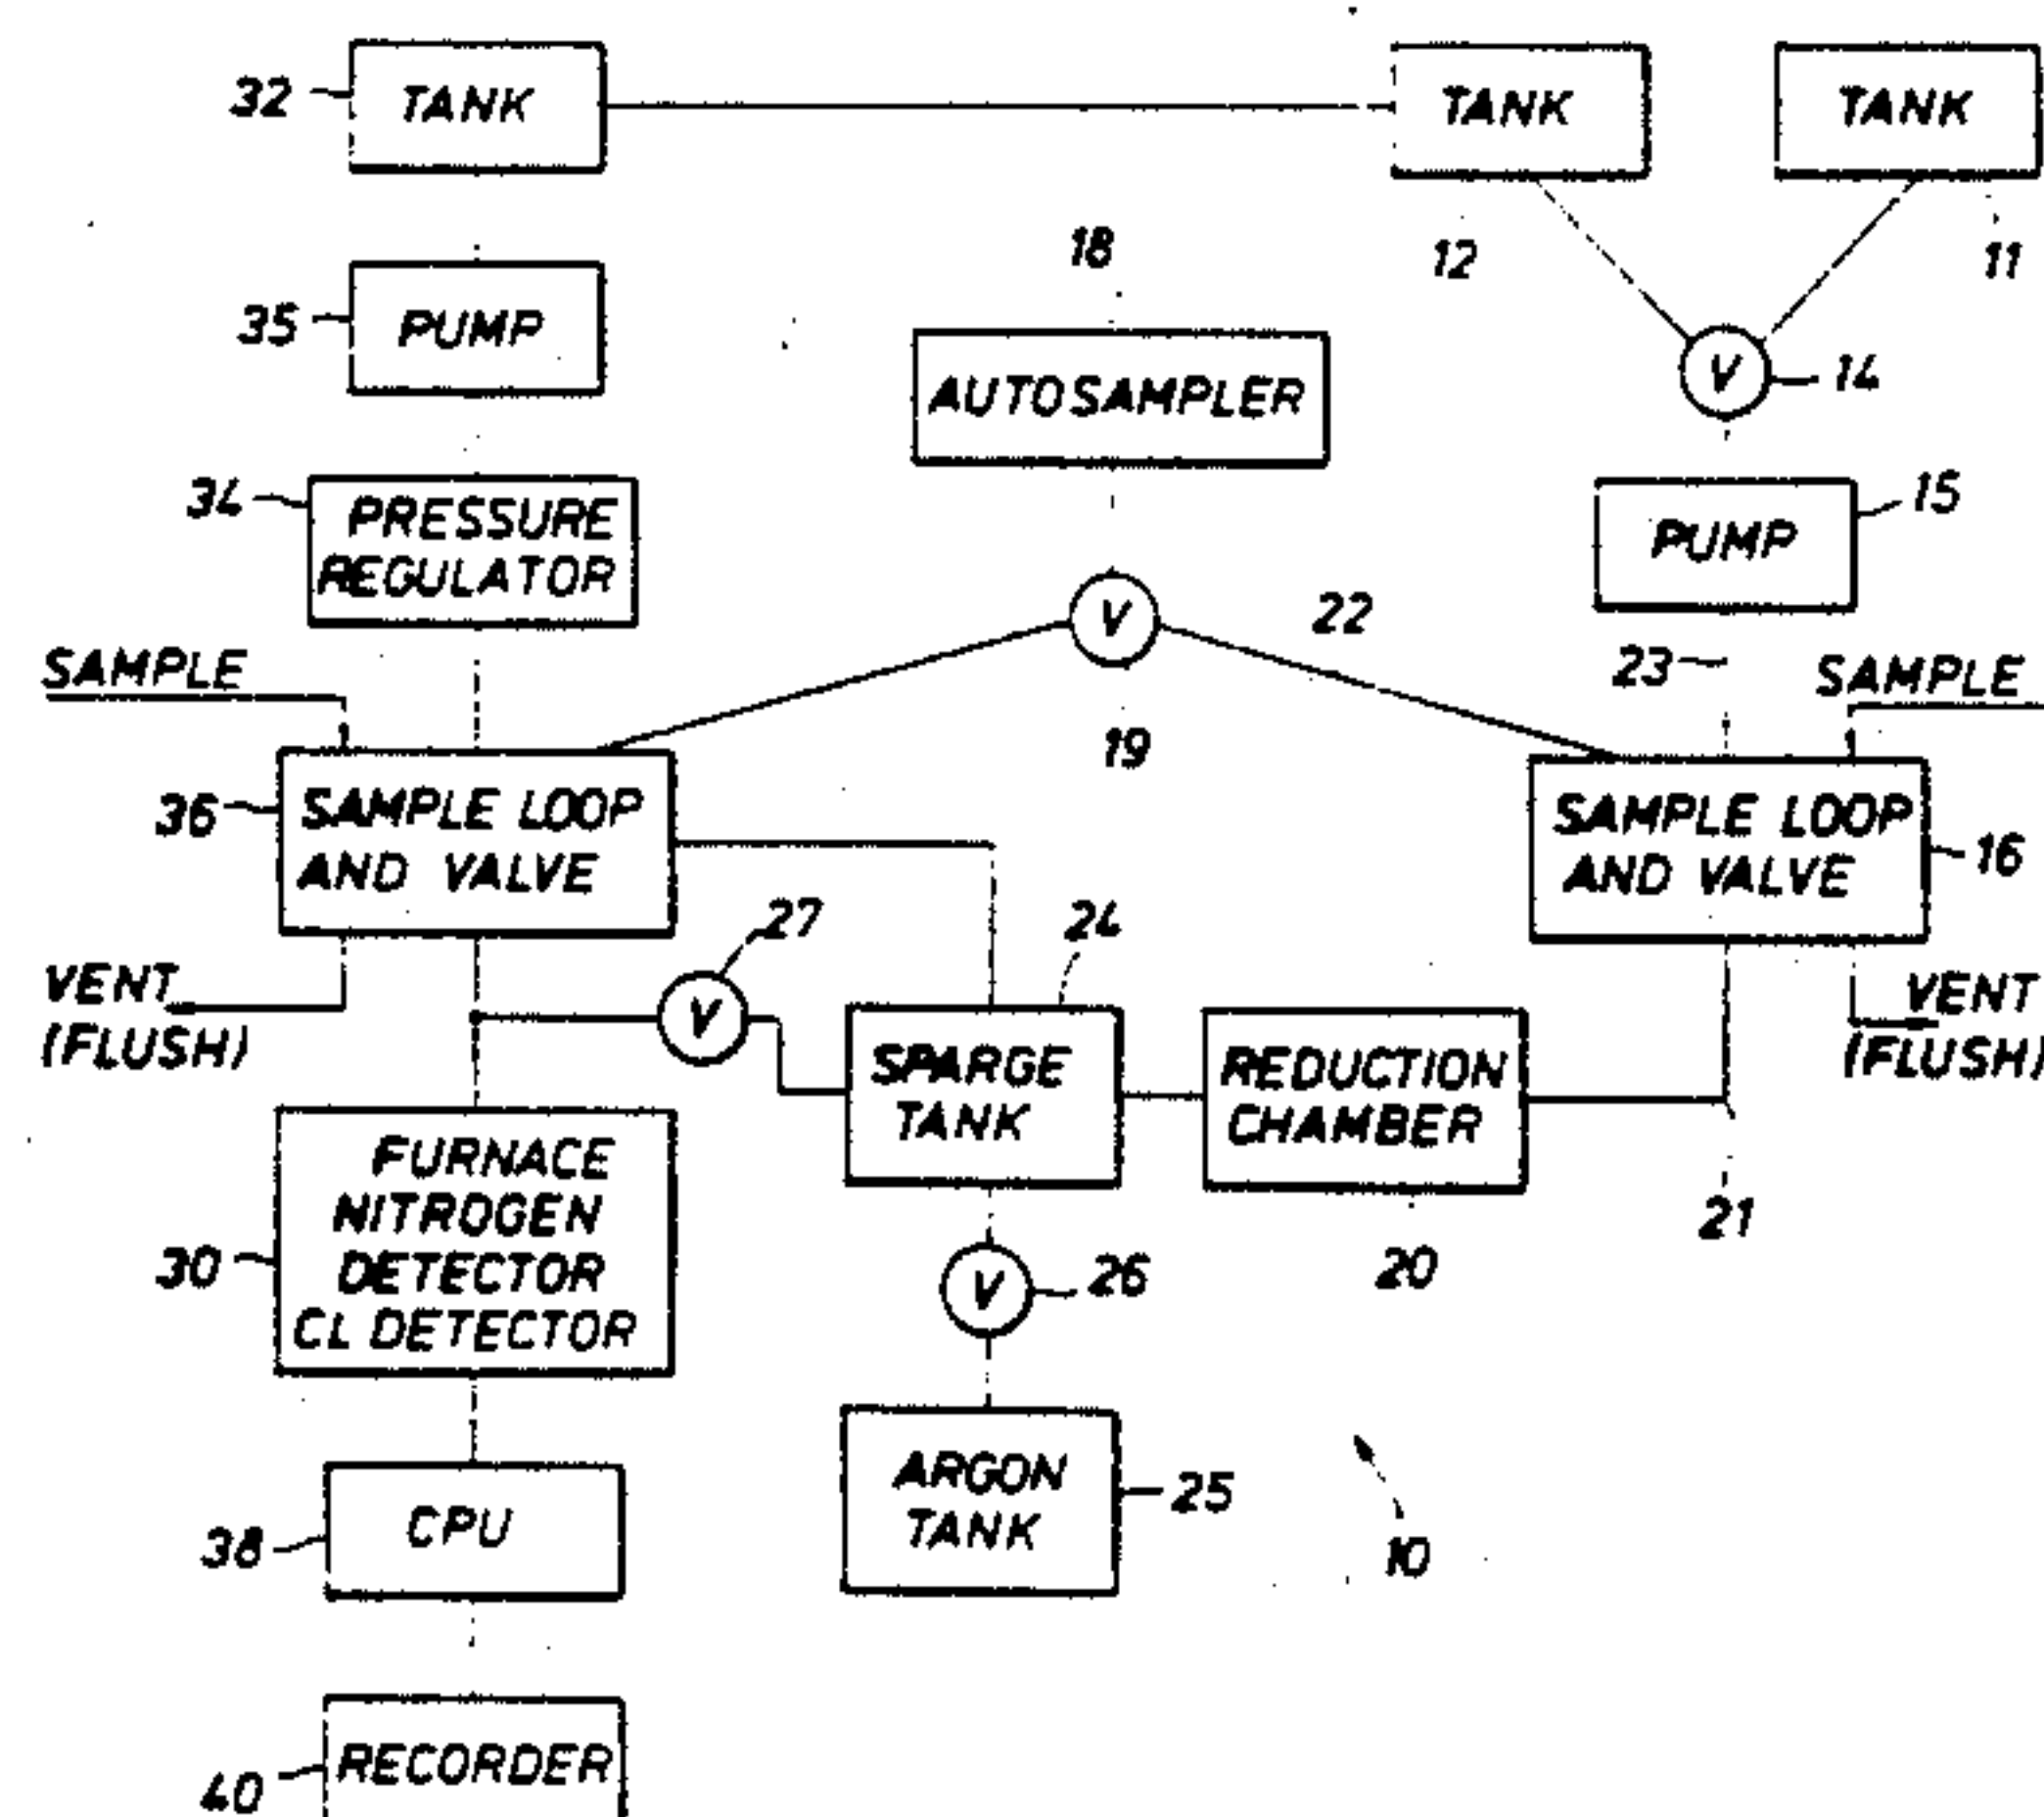 32
TANK
TANK
TANK
12
11
18
35
PUMP
AUTOSAMPLER
V
14
34
PRESSURE
REGULATOR
PUMP
15
V
22
23
SAMPLE
SAMPLE
19
36
SAMPLE LOOP
AND VALVE
SAMPLE LOOP
AND VALVE
16
27
24
VENT
(FLUSH)
V
VENT
(FLUSH)
SPARGE
TANK
REDUCTION
CHAMBER
21
FURNACE
NITROGEN
DETECTOR
CL DETECTOR
30
V
26
20
ARGON
TANK
25
10
38
CPU
40
RECORDER